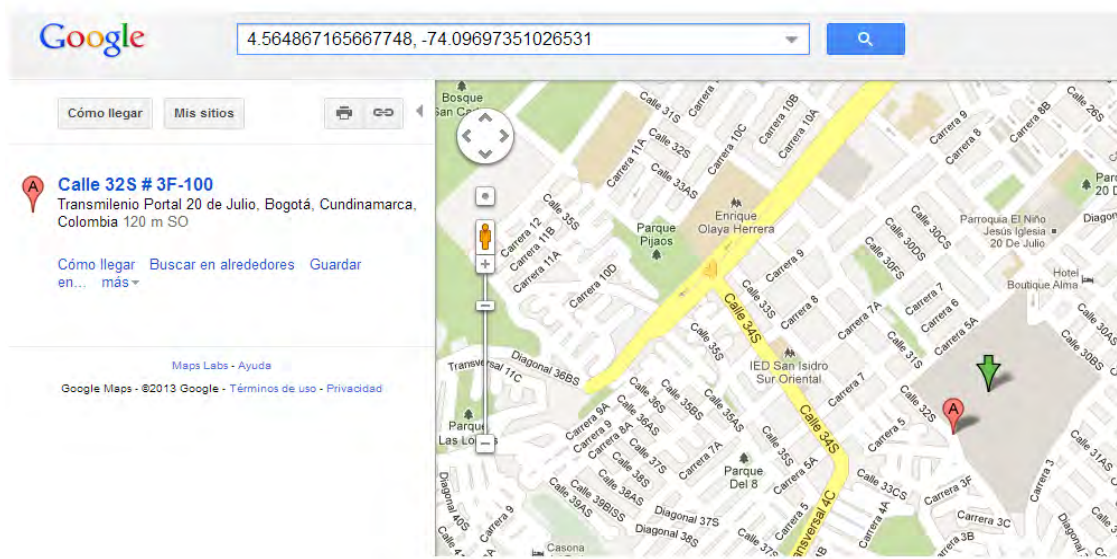 Google
4.564867165667748, -74.09697351026531
Cómo llegar
Mis sitios
A
Calle 32S # 3F-100
Transmilenio Portal 20 de Julio, Bogotá, Cundinamarca,
Colombia 120 m SO
Cómo llegar Buscar en alrededores Guardar
en... más
Maps Labs - Ayuda
Google Maps - ©2013 Google - Términos de uso - Privacidad
Bosque
Calle 31S
Carrera
Carrera 10B
Carrera 10A
Carrera 10C
Calle 32S
Carrera 11A
Calle 33AS
Carrera 9
Carrera 8
Carrera 8B
Calle 26S
Enrique
Olaya Herrera
Parque
Pijaos
Calle 35S
Carrera 12
Carrera 11B
Carrera 11A
Carrera 10D
Parroquia El Niño
Jesús Iglesia
20 De Julio
Calle 30CS
Calle 30DS
Calle 30FS
Hotel
Boutique Alma
Carrera 9
Carrera 8
Calle 33S
Calle 34S
Carrera 7A
Carrera 7
Carrera 6
Carrera 5A
Calle 31S
Calle 30AS
Calle 30BS
Calle 35S
Transversal 11C
Diagonal 36BS
IED San Isidro
Sur Oriental
Carrera 7
Calle 32S
A
Carrera 5
Carrera 9A
Carrera 9
Carrera 8A
Calle 36S
Calle 36AS
Calle 35BS
Calle 35AS
Calle 34S
Calle 35S
Calle 37S
Calle 38S
Calle 38AS
Calle 39BISS
Calle 39AS
Carrera 7A
Carrera 5A
Parque
Del 8
Calle 33CS
Carrera 3F
Carrera 3
Calle 31AS
Carrera 3C
Carrera 3B
Carrera 4A
Carrera 5
Diagonal 37S
Diagonal 38S
Diagonal 40S
Carrera 9
Casona